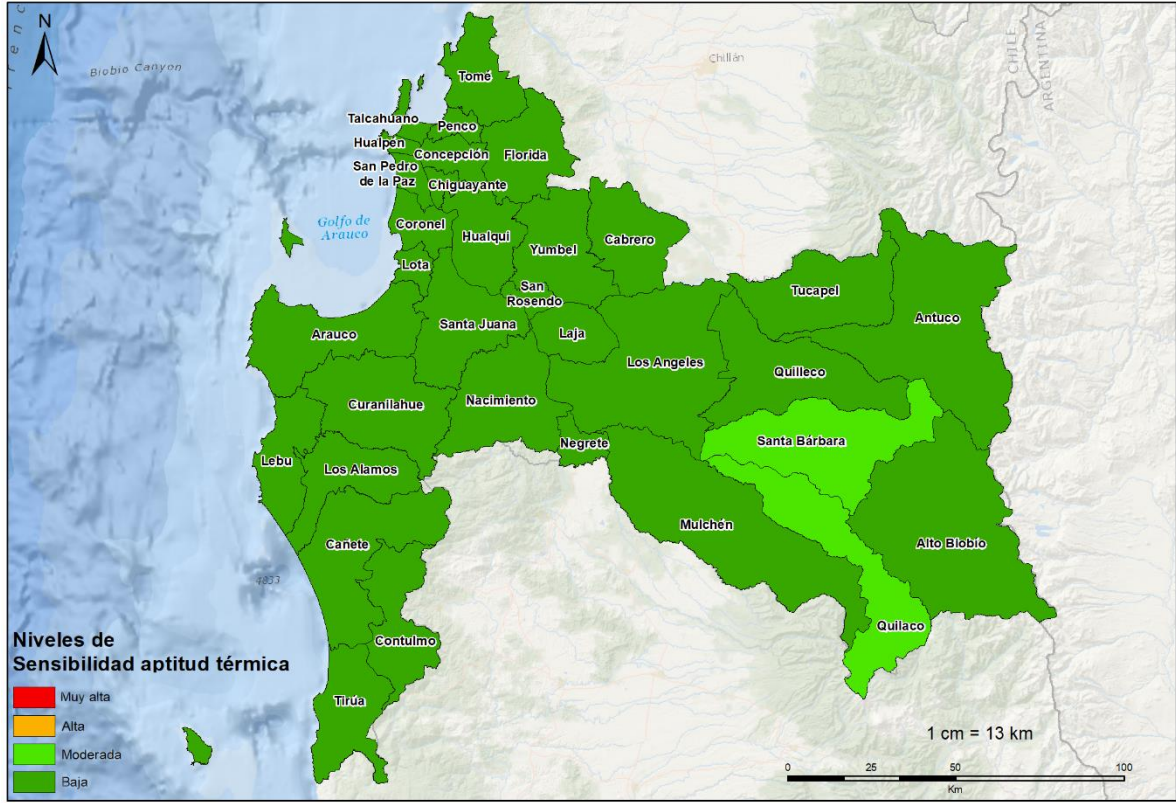 N
Biobio Canyon
Chillán
CHILE
ARGENTINA
Tomé
Talcahuano
Penco
Hualpén
Concepción
Florida
San Pedro
de la Paz
Chiguayante
Golfo de
Arauco
Coronel
Hualqui
Yumbel
Cabrero
Lota
San
Rosendo
Tucapel
Antuco
Arauco
Santa Juana
Laja
Los Angeles
Quilleco
Curanilahue
Nacimiento
Negrete
Santa Bárbara
Lebu
Los Alamos
Mulchén
Cañete
Alto Biobío
4833
Quilaco
Contulmo
Tirúa
Niveles de
Sensibilidad aptitud térmica
Muy alta
Alta
Moderada
Baja
1 cm = 13 km
0 25 50 100
Km